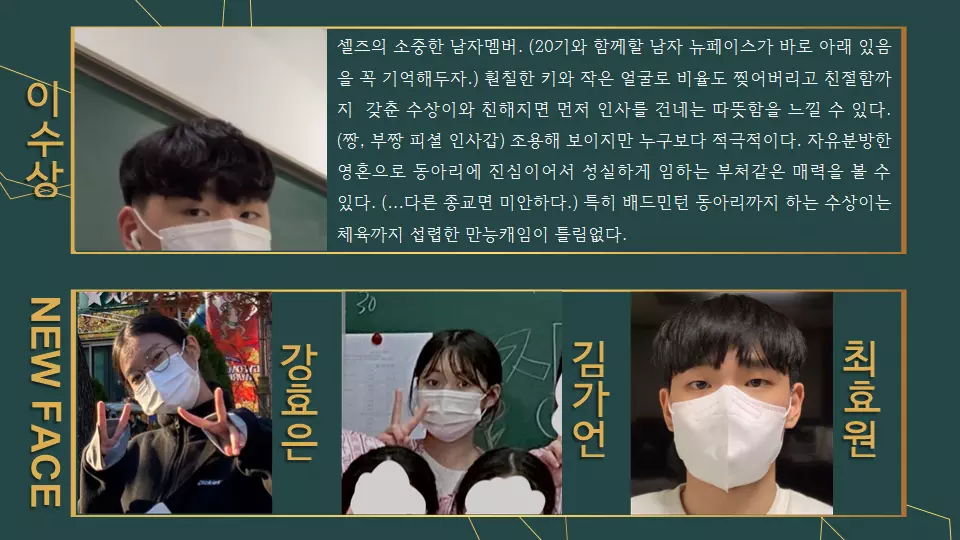 이수상
셀즈의 소중한 남자멤버. (20기와 함께할 남자 뉴페이스가 바로 아래 있음
을 꼭 기억해두자.) 훤칠한 키와 작은 얼굴로 비율도 찢어버리고 친절함까
지 갖춘 수상이와 친해지면 먼저 인사를 건네는 따뜻함을 느낄 수 있다.
(짱, 부짱 피셜 인사갑) 조용해 보이지만 누구보다 적극적이다. 자유분방한
영혼으로 동아리에 진심이어서 성실하게 임하는 부처같은 매력을 볼 수
있다. (...다른 종교면 미안하다.) 특히 배드민턴 동아리까지 하는 수상이는
체육까지 섭렵한 만능캐임이 틀림없다.
NEW FACE
강효은
30
김가언
최효원